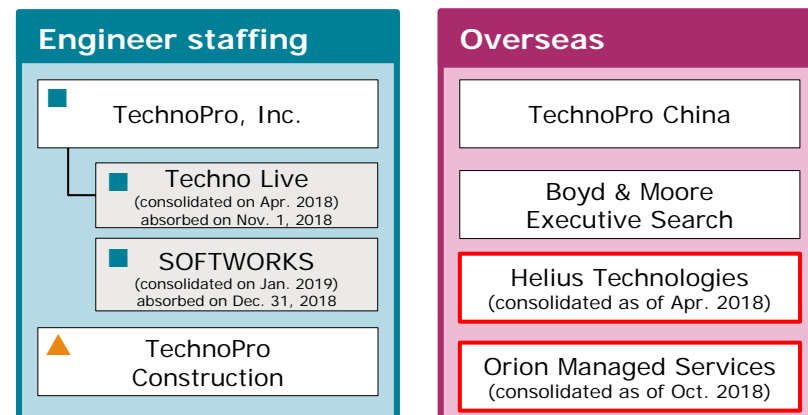 Engineer staffing
TechnoPro, Inc.
Techno Live
(consolidated on Apr. 2018)
absorbed on Nov. 1, 2018
SOFTWORKS
(consolidated on Jan. 2019)
absorbed on Dec. 31, 2018
TechnoPro
Construction
Overseas
TechnoPro China
Boyd & Moore
Executive Search
Helius Technologies
(consolidated as of Apr. 2018)
Orion Managed Services
(consolidated as of Oct. 2018)